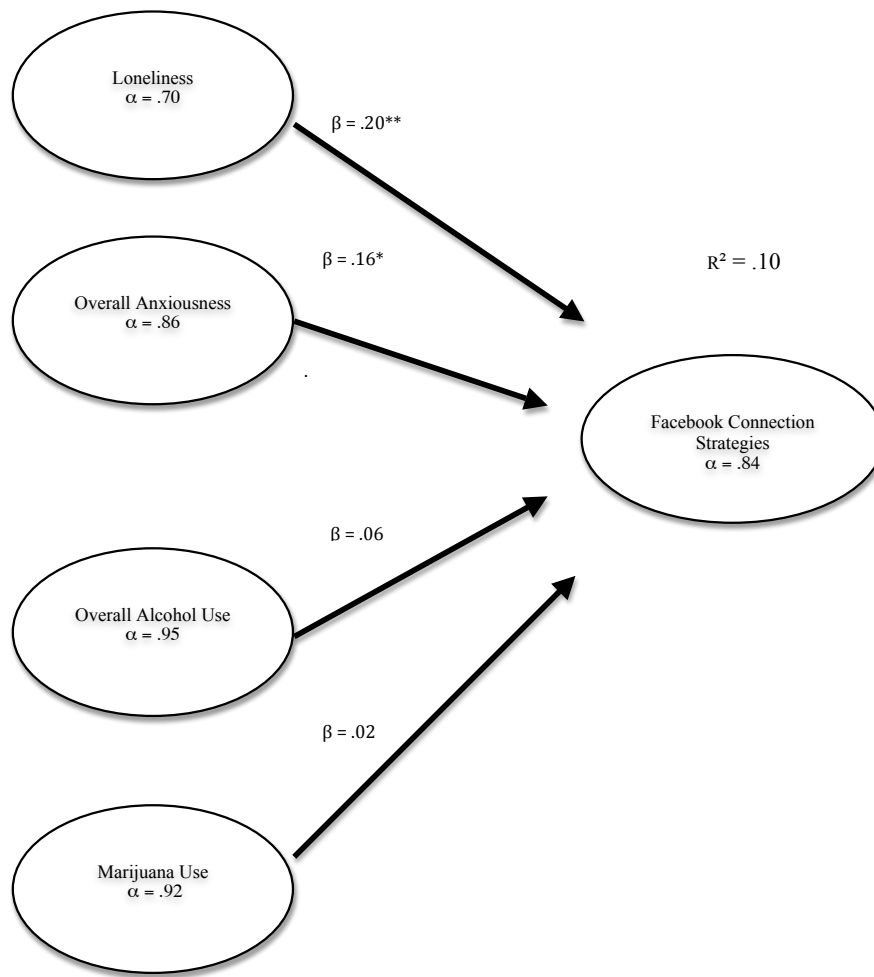 Loneliness
α = .70
β = .20**
β = .16*
R² = .10
Overall Anxiousness
α = .86
.
Facebook Connection
Strategies
α = .84
β = .06
Overall Alcohol Use
α = .95
β = .02
Marijuana Use
α = .92